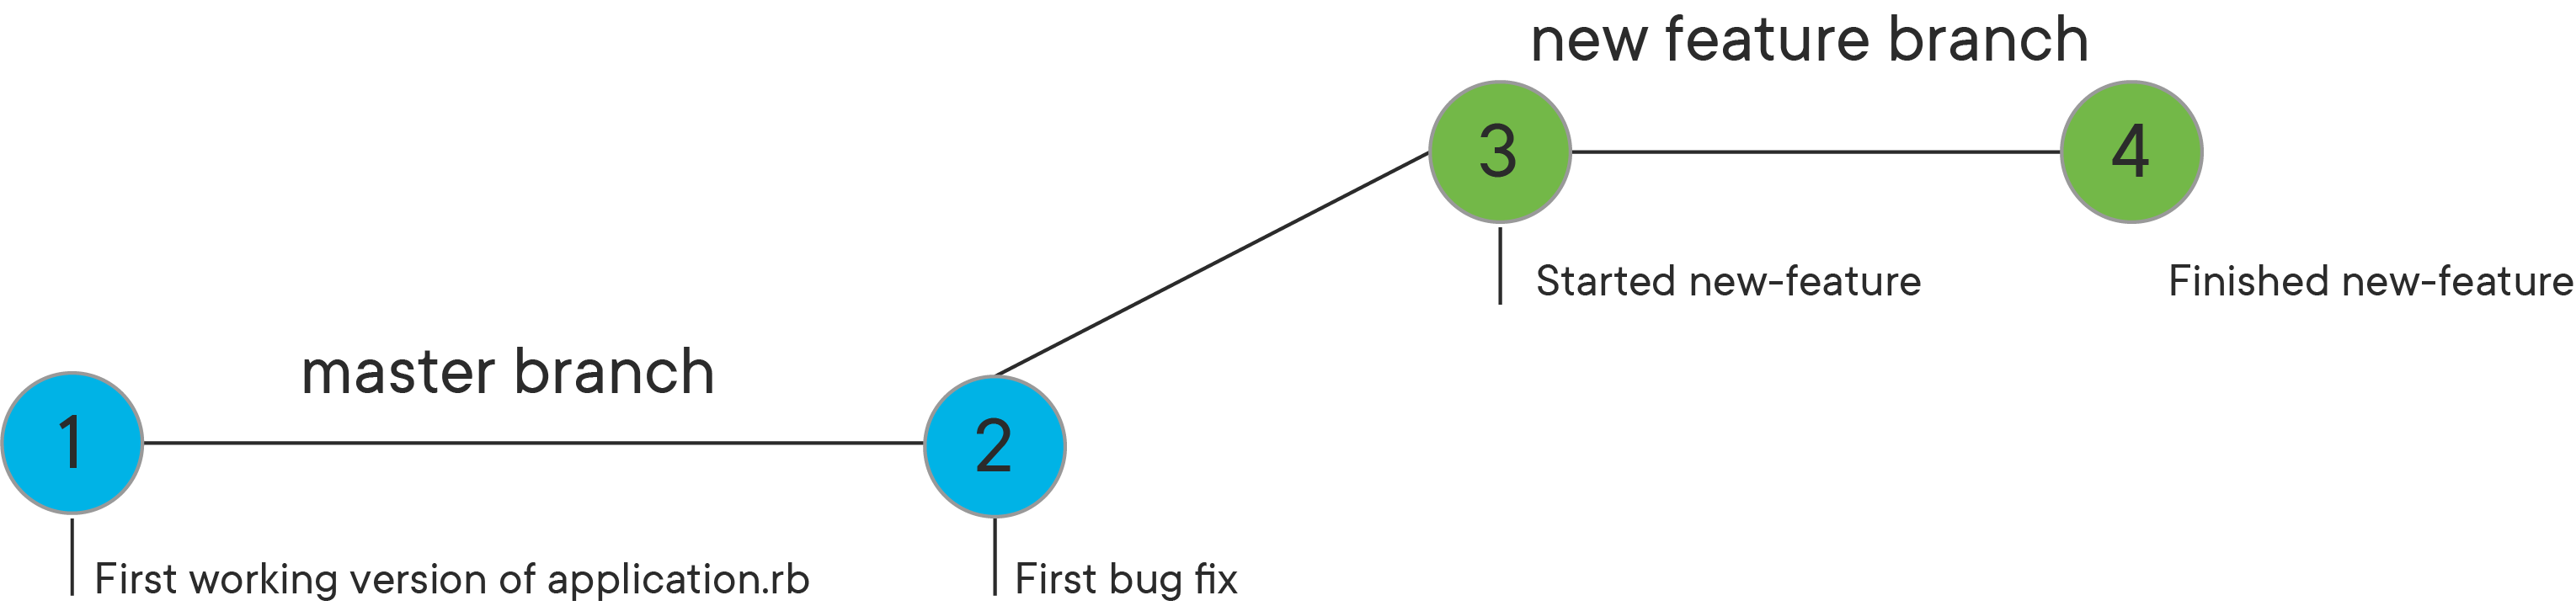 new feature branch
3
4
Started new-feature
Finished new-feature
master branch
1
2
First working version of application.rb
First bug fix